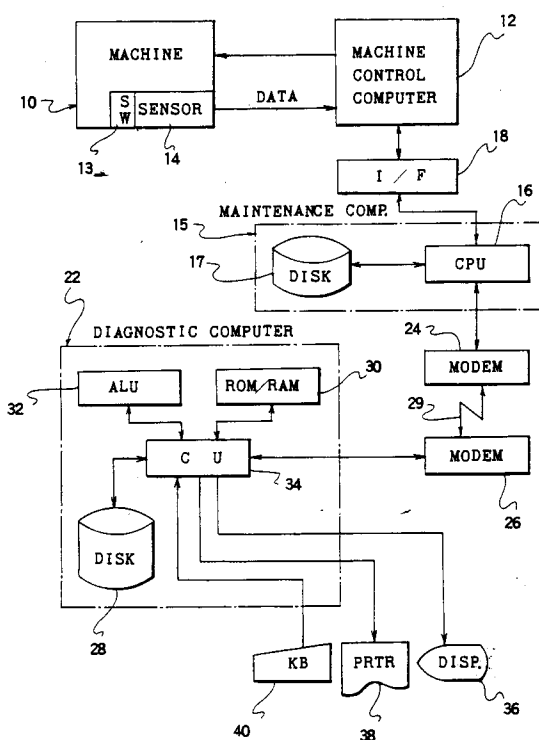 12
MACHINE
MACHINE
CONTROL
COMPUTER
10
SW
SENSOR
DATA
13
14
18
I/F
16
MAINTENANCE COMP.
15
17
DISK
CPU
22
DIAGNOSTIC COMPUTER
24
MODEM
32
ALU
ROM/RAM
30
29
C U
34
MODEM
26
DISK
28
KB
PRTR
DISP.
40
38
36